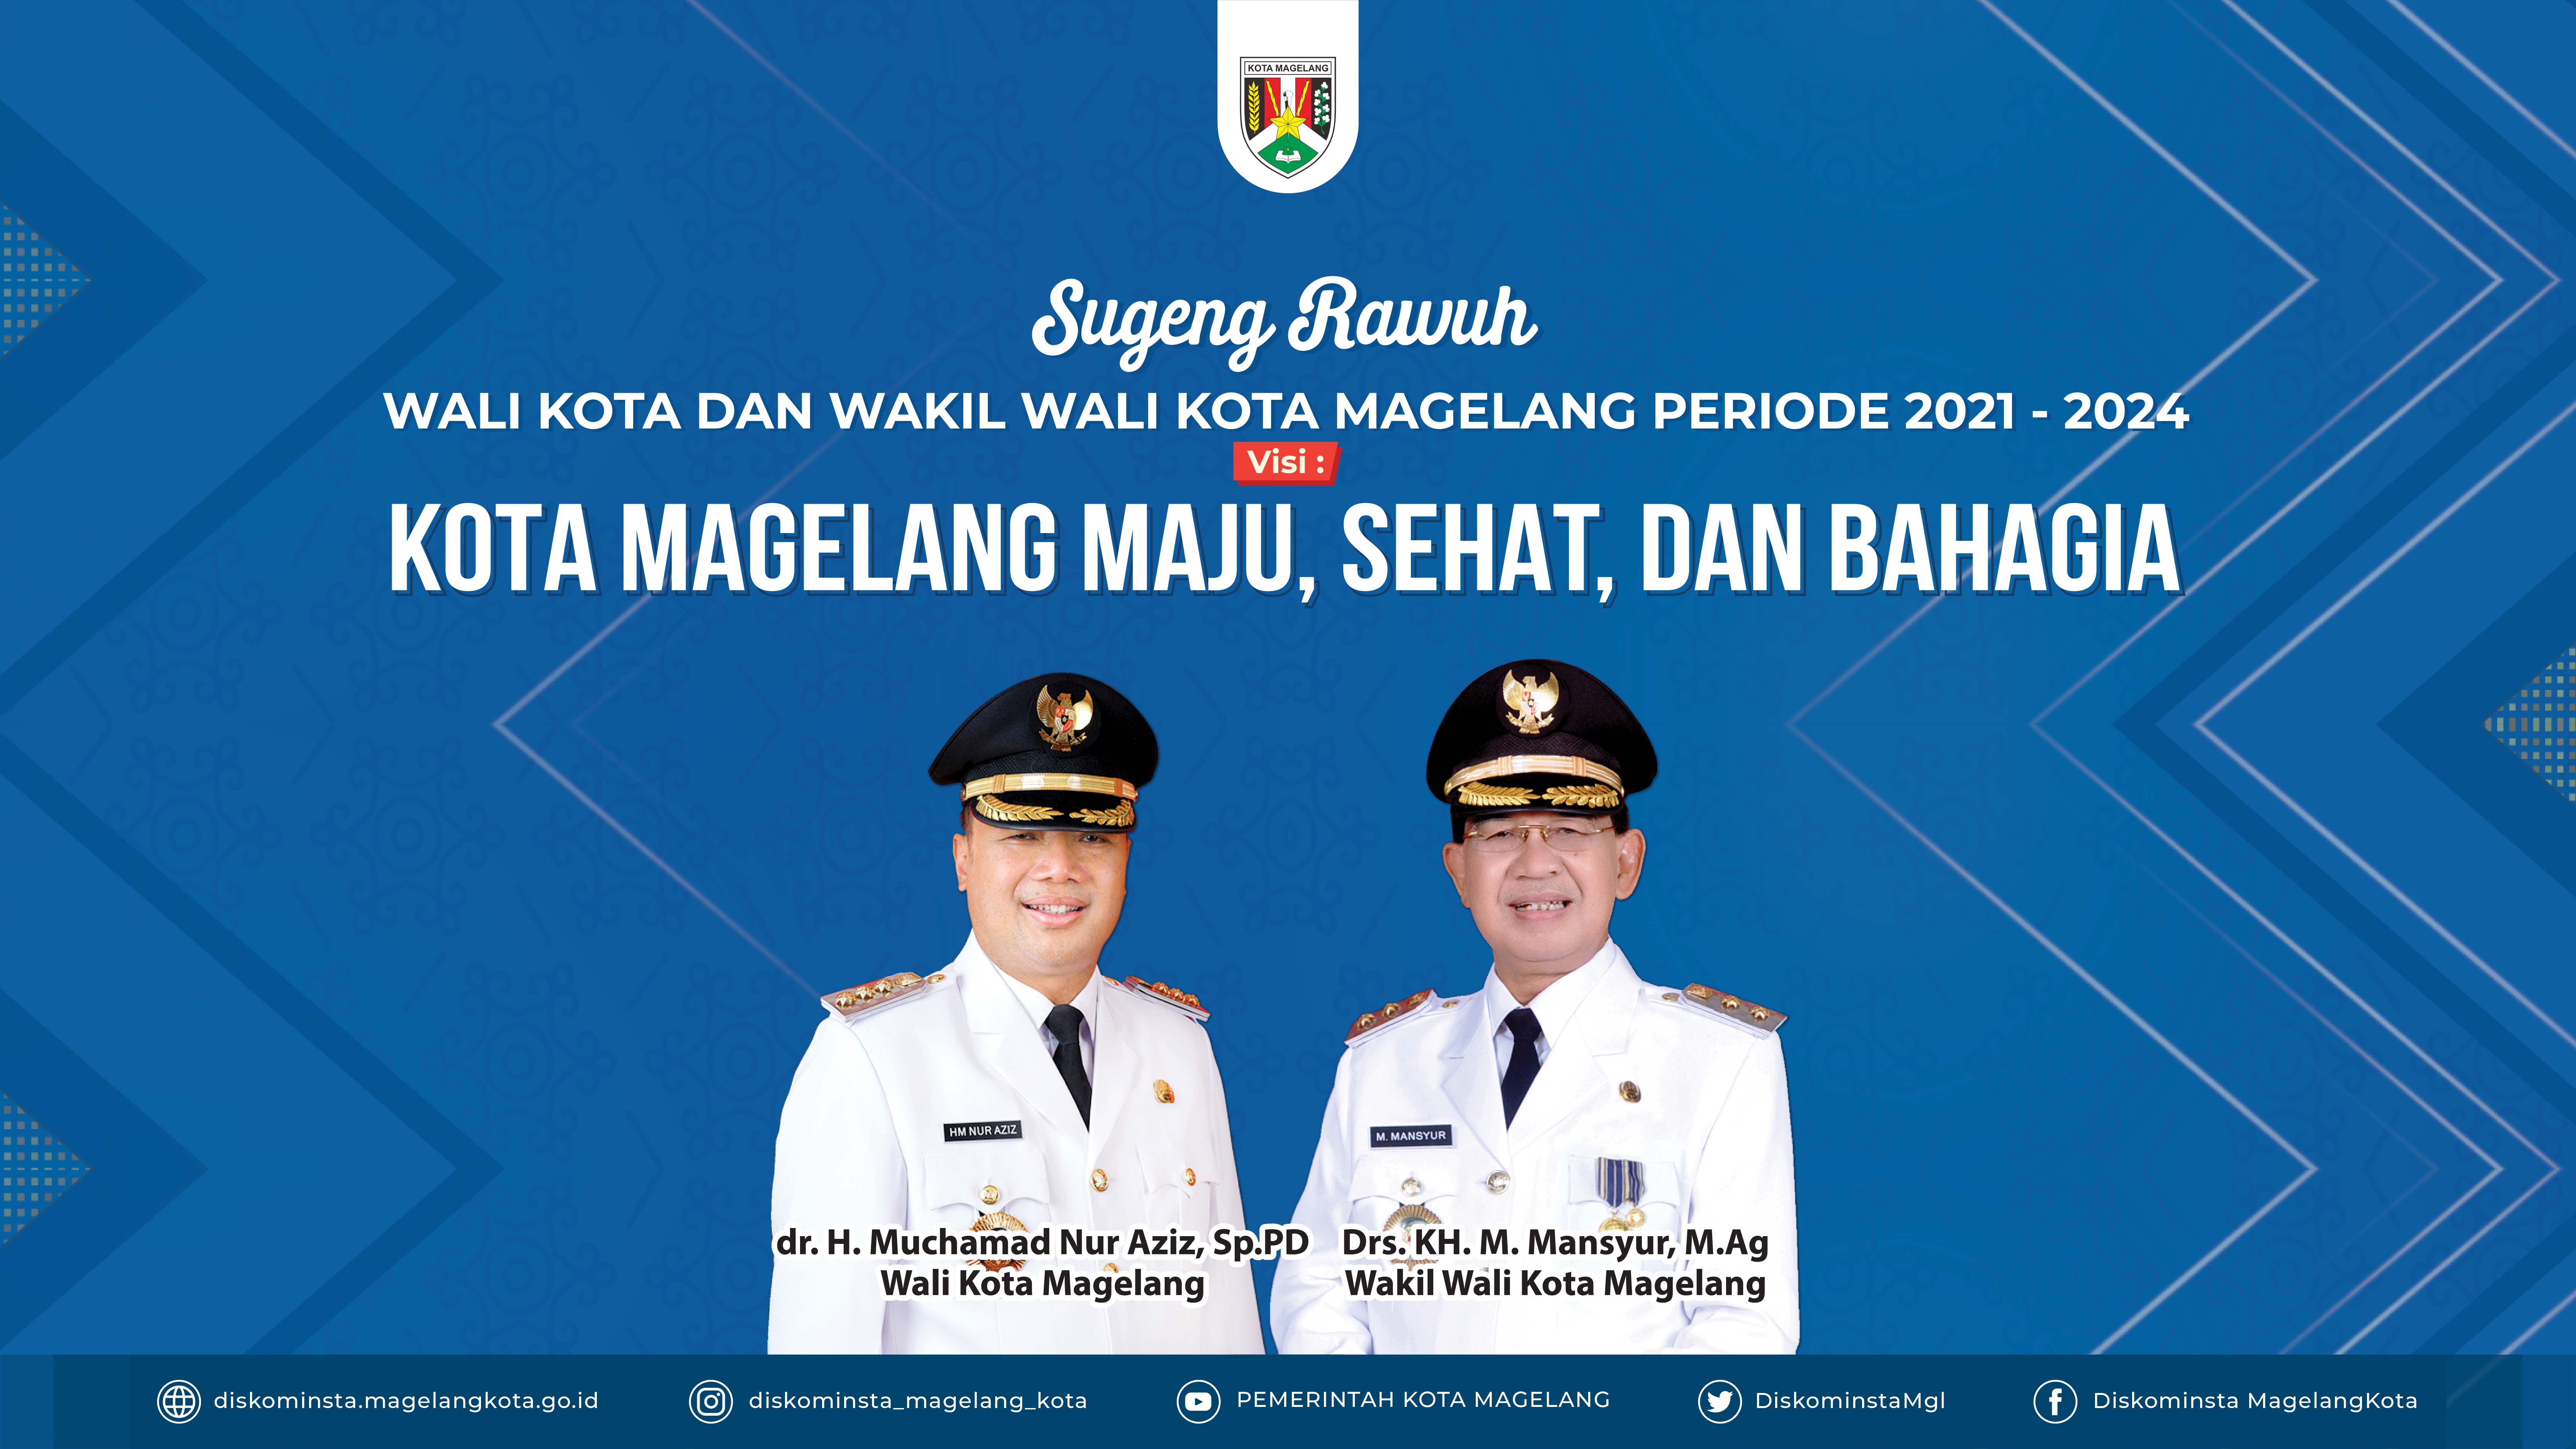 KOTA MAGELANG
Sugeng Rawuh
WALI KOTA DAN WAKIL WALI KOTA MAGELANG PERIODE 2021 - 2024
Visi :
KOTA MAGELANG MAJU, SEHAT, DAN BAHAGIA
HM NUR AZIZ
M. MANSYUR
dr. H. Muchamad Nur Aziz, Sp.PD
Wali Kota Magelang
Drs. KH. M. Mansyur, M.Ag
Wakil Wali Kota Magelang
diskominsta.magelangkota.go.id
diskominsta_magelang_kota
PEMERINTAH KOTA MAGELANG
DiskominstaMgl
Diskominsta MagelangKota